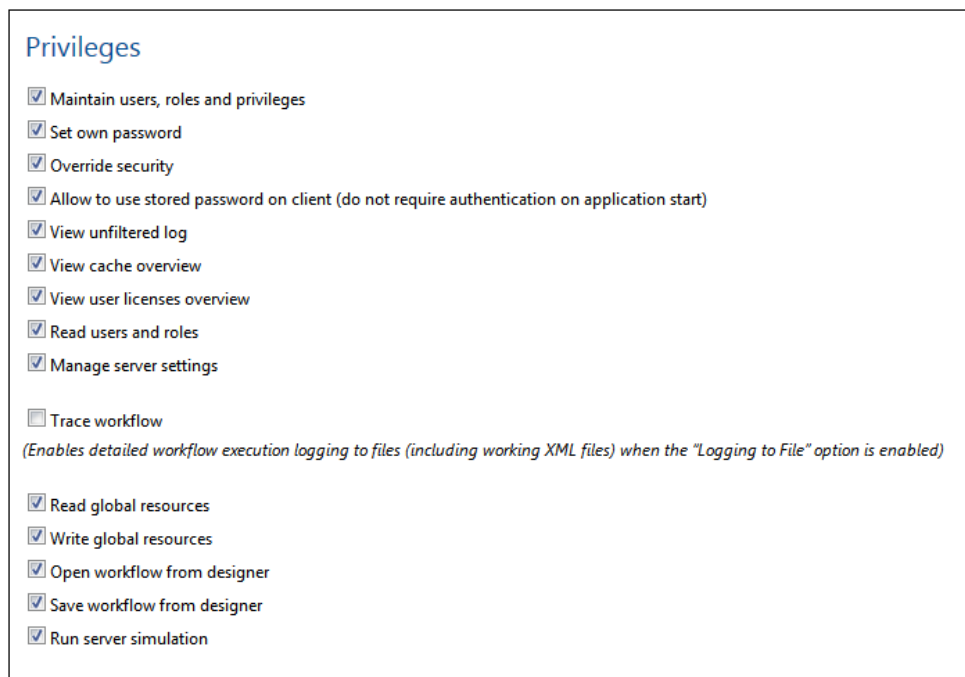 Privileges
Maintain users, roles and privileges
Set own password
Override security
Allow to use stored password on client (do not require authentication on application start)
View unfiltered log
View cache overview
View user licenses overview
Read users and roles
Manage server settings
Trace workflow
(Enables detailed workflow execution logging to files (including working XML files) when the “Logging to File” option is enabled)
Read global resources
Write global resources
Open workflow from designer
Save workflow from designer
Run server simulation